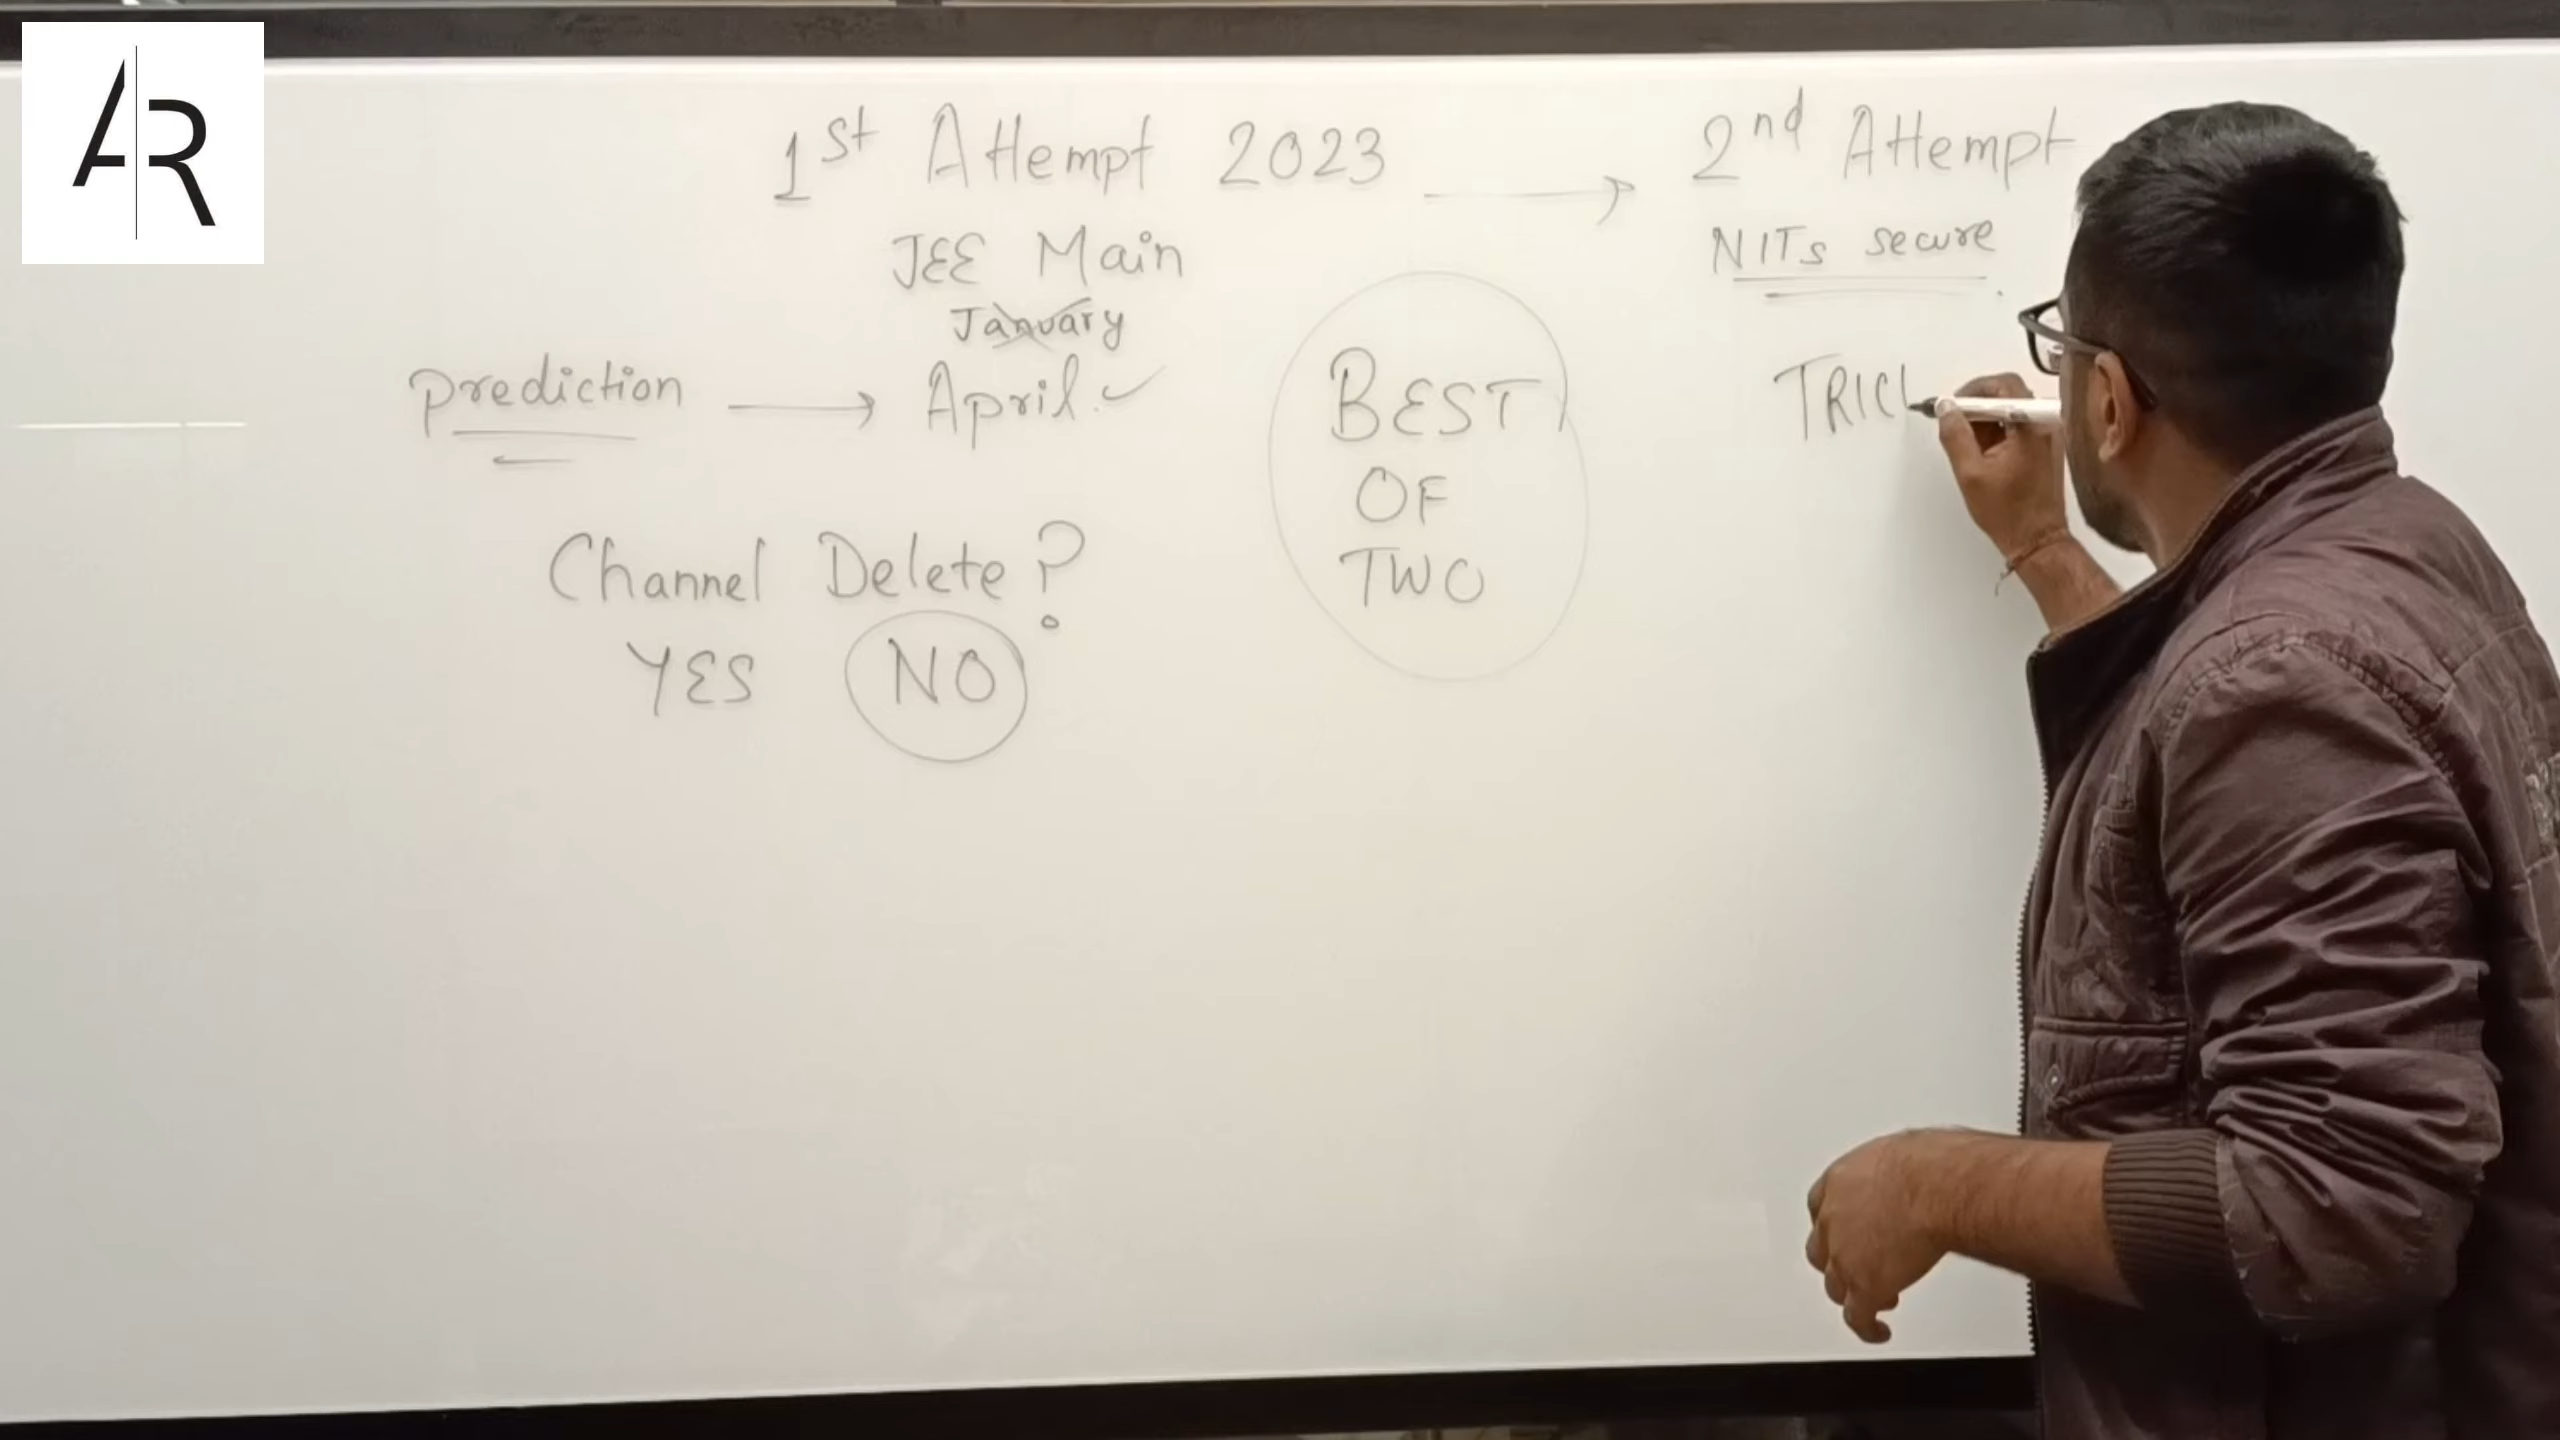 AR
1st Attempt 2023 → 2nd Attempt
JEE Main
NITs secure
January
prediction → April ✓
BEST
OF
TWO
TRIC
Channel Delete?
YES NO